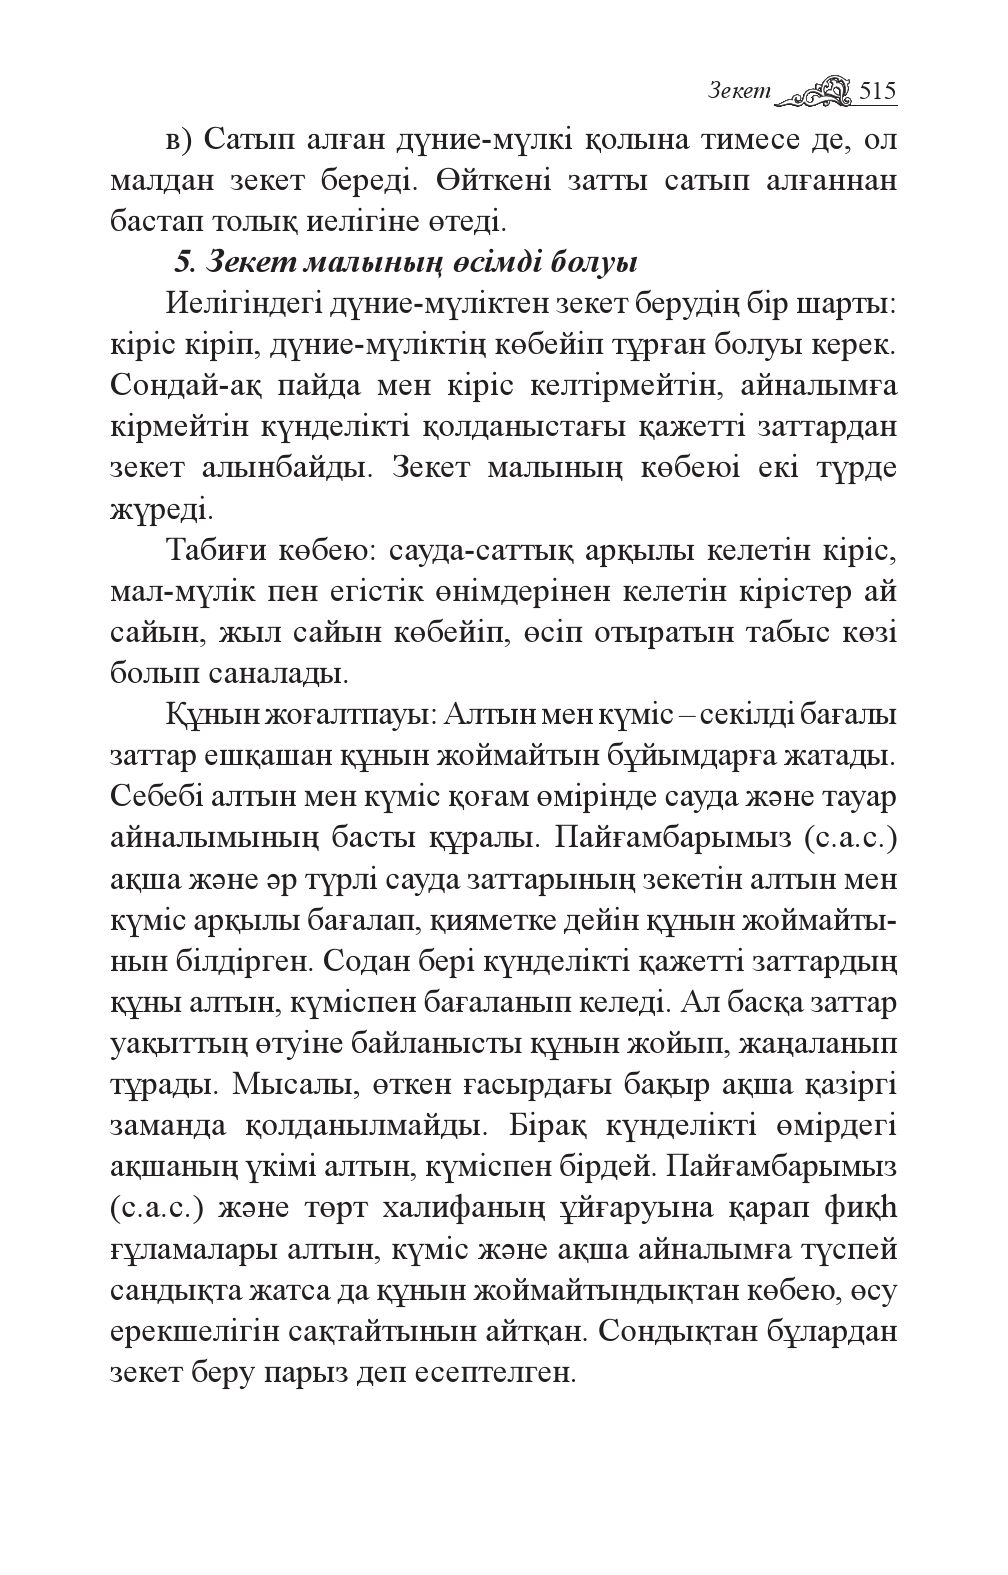 Зекет 515
в) Сатып алған дүние-мүлкі қолына тимесе де, ол
малдан зекет береді. Өйткені затты сатып алғаннан
бастап толық иелігіне өтеді.
5. Зекет малының өсімді болуы
Иелігіндегі дүние-мүліктен зекет берудің бір шарты:
кіріс кіріп, дүние-мүліктің көбейіп тұрған болуы керек.
Сондай-ақ пайда мен кіріс келтірмейтін, айналымға
кірмейтін күнделікті қолданыстағы қажетті заттардан
зекет алынбайды. Зекет малының көбеюі екі түрде
жүреді.
Табиғи көбею: сауда-саттық арқылы келетін кіріс,
мал-мүлік пен егістік өнімдерінен келетін кірістер ай
сайын, жыл сайын көбейіп, өсіп отыратын табыс көзі
болып саналады.
Құнын жоғалтпауы: Алтын мен күміс – секілді бағалы
заттар ешқашан құнын жоймайтын бұйымдарға жатады.
Себебі алтын мен күміс қоғам өмірінде сауда және тауар
айналымының басты құралы. Пайғамбарымыз (с.а.с.)
ақша және әр түрлі сауда заттарының зекетін алтын мен
күміс арқылы бағалап, қияметке дейін құнын жоймайты-
нын білдірген. Содан бері күнделікті қажетті заттардың
құны алтын, күміспен бағаланып келеді. Ал басқа заттар
уақыттың өтуіне байланысты құнын жойып, жаңаланып
тұрады. Мысалы, өткен ғасырдағы бақыр ақша қазіргі
заманда қолданылмайды. Бірақ күнделікті өмірдегі
ақшаның үкімі алтын, күміспен бірдей. Пайғамбарымыз
(с.а.с.) және төрт халифаның ұйғаруына қарап фиқһ
ғұламалары алтын, күміс және ақша айналымға түспей
сандықта жатса да құнын жоймайтындықтан көбею, өсу
ерекшелігін сақтайтынын айтқан. Сондықтан бұлардан
зекет беру парыз деп есептелген.